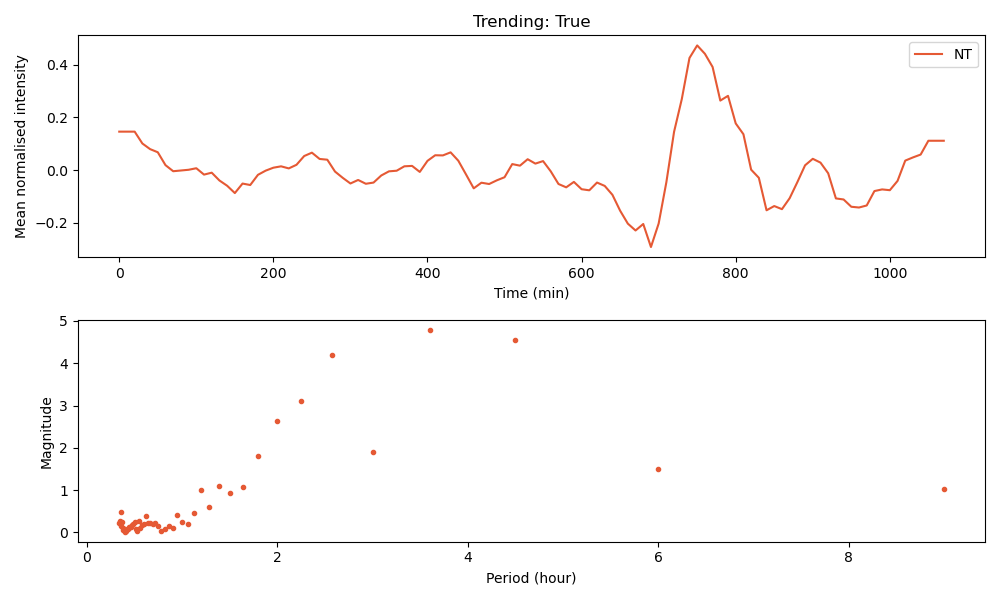 Trending: True
Mean normalised intensity
0.4
0.2
0.0
−0.2
NT
0 200 400 600 800 1000
Time (min)
Magnitude
5
4
3
2
1
0
0 2 4 6 8
Period (hour)